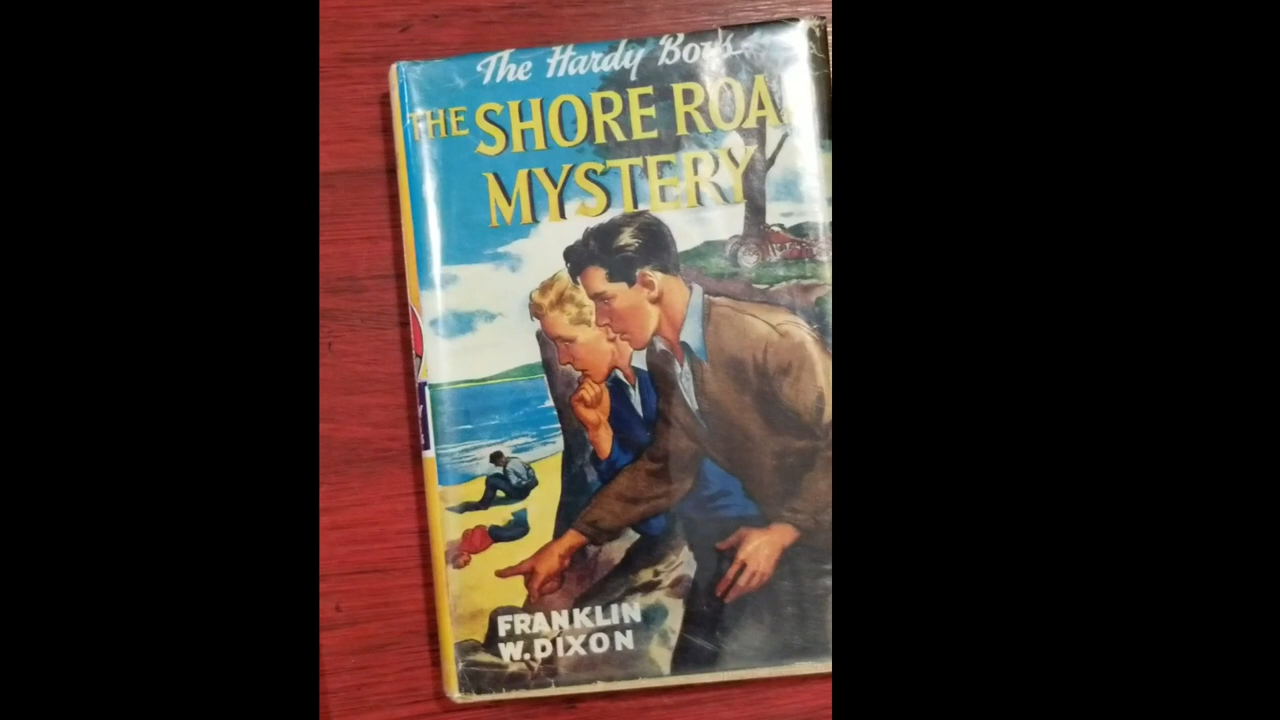 The Hardy Boys
THE SHORE ROA
MYSTERY
FRANKLIN
W. DIXON